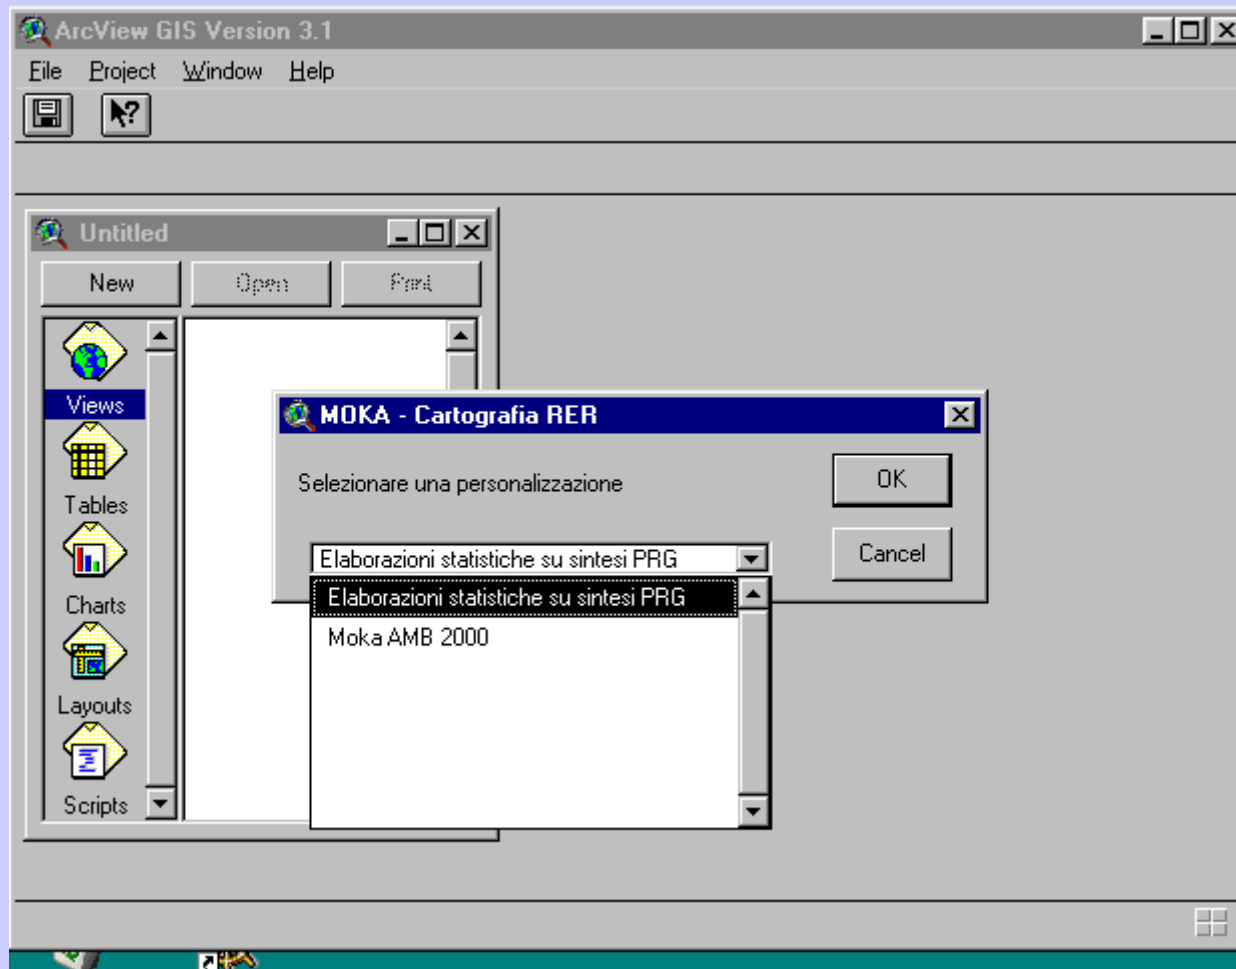 ArcView GIS Version 3.1
File Project Window Help
Untitled
New Open Print
Views
Tables
Charts
Layouts
Scripts
MOKA - Cartografia RER
Selezionare una personalizzazione
OK
Cancel
Elaborazioni statistiche su sintesi PRG
Elaborazioni statistiche su sintesi PRG
Moka AMB 2000